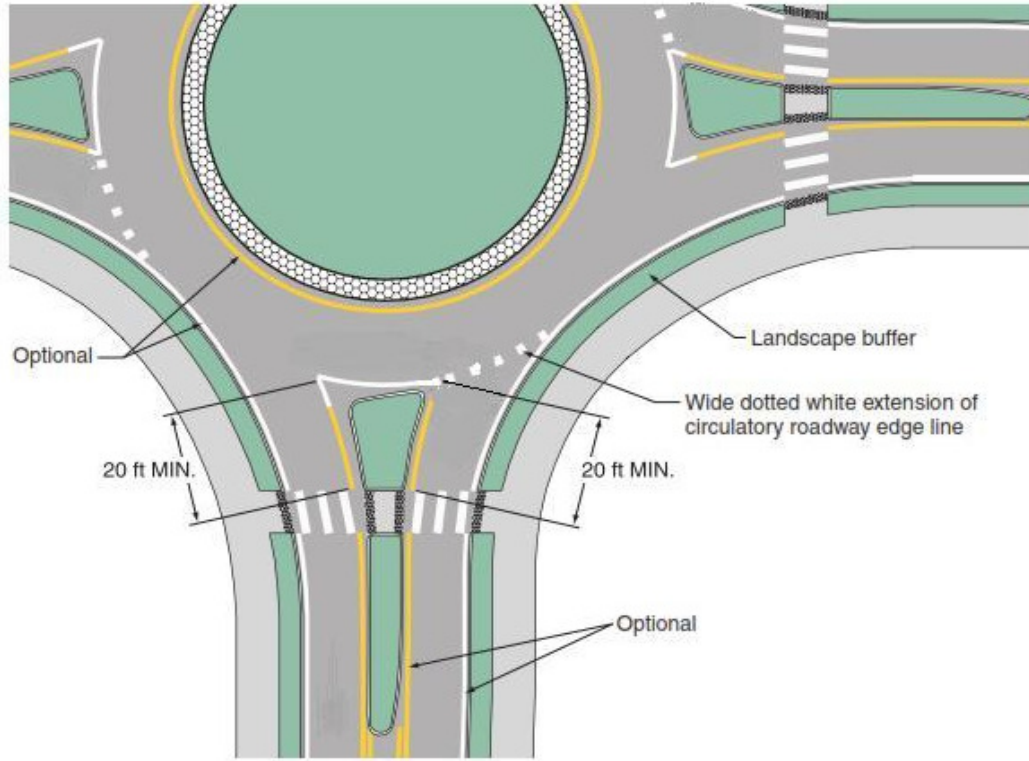 Optional
Landscape buffer
Wide dotted white extension of
circulatory roadway edge line
20 ft MIN.
20 ft MIN.
Optional